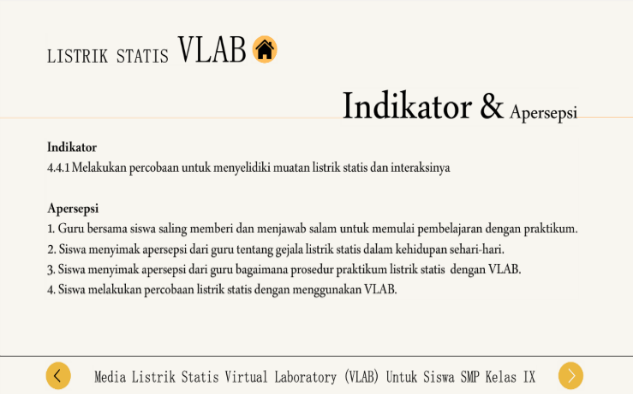 LISTRIK STATIS VLAB
Indikator & Apersepsi
Indikator
4.4.1 Melakukan percobaan untuk menyelidiki muatan listrik statis dan interaksinya
Apersepsi
1. Guru bersama siswa saling memberi dan menjawab salam untuk memulai pembelajaran dengan praktikum.
2. Siswa menyimak apersepsi dari guru tentang gejala listrik statis dalam kehidupan sehari-hari.
3. Siswa menyimak apersepsi dari guru bagaimana prosedur praktikum listrik statis dengan VLAB.
4. Siswa melakukan percobaan listrik statis dengan menggunakan VLAB.
Media Listrik Statis Virtual Laboratory (VLAB) Untuk Siswa SMP Kelas IX